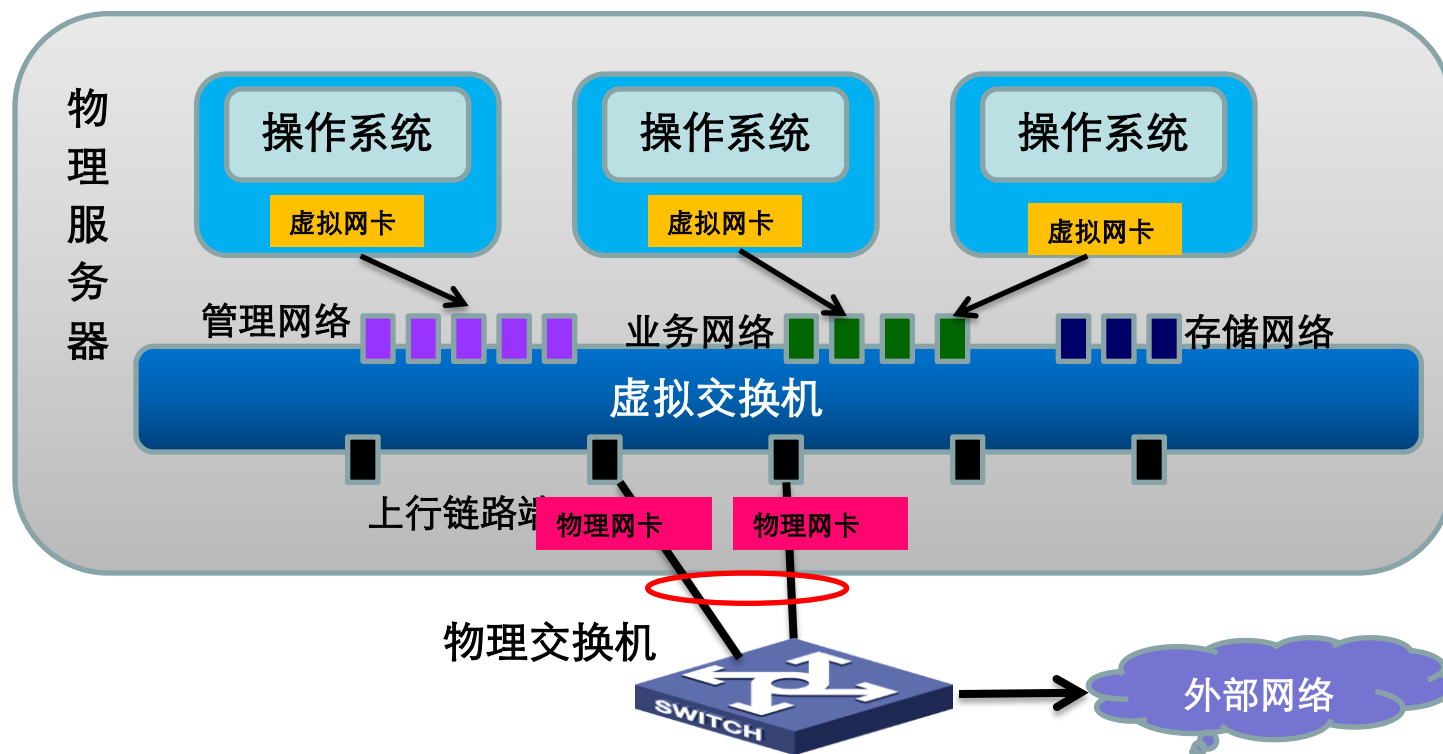 物理服务器
操作系统
操作系统
操作系统
虚拟网卡
虚拟网卡
虚拟网卡
管理网络
业务网络
存储网络
虚拟交换机
上行链路端
物理网卡
物理网卡
物理交换机
SWITCH
外部网络